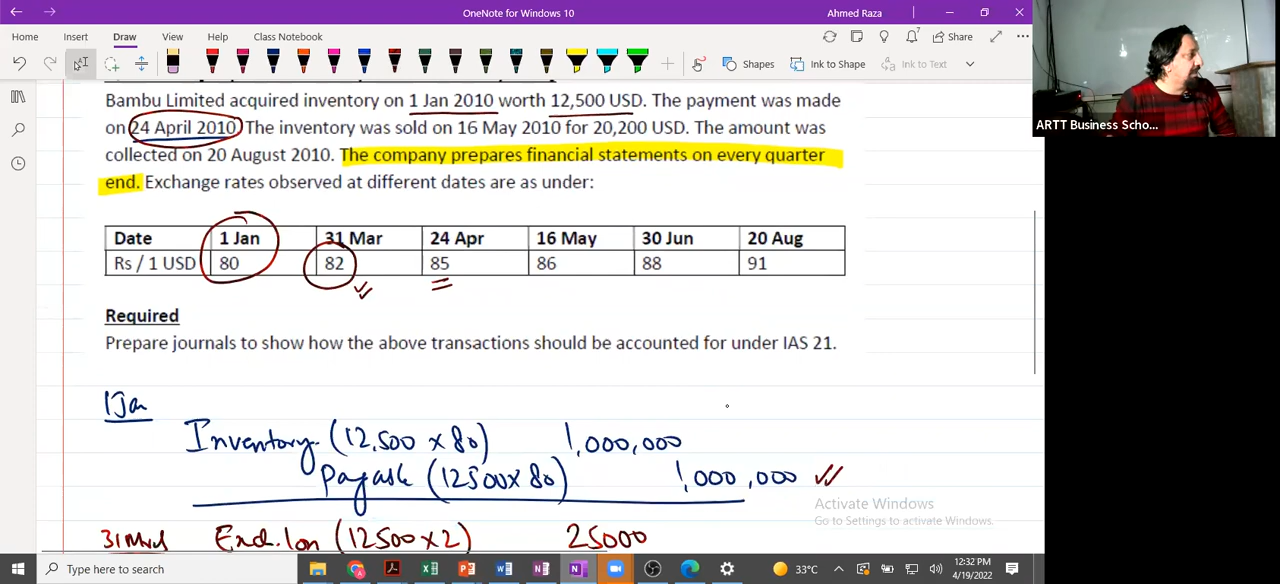 OneNote for Windows 10
Ahmed Raza
Home Insert Draw View Help Class Notebook
Share
Shapes Ink to Shape Ink to Text
ARTT Business Scho...
Bambu Limited acquired inventory on 1 Jan 2010 worth 12,500 USD. The payment was made
on 24 April 2010 The inventory was sold on 16 May 2010 for 20,200 USD. The amount was
collected on 20 August 2010. The company prepares financial statements on every quarter
end. Exchange rates observed at different dates are as under:
Date 1 Jan 31 Mar 24 Apr 16 May 30 Jun 20 Aug
Rs / 1 USD 80 82 85 86 88 91
Required
Prepare journals to show how the above transactions should be accounted for under IAS 21.
1 Jan
Inventory (12,500 x 80) 1,000,000
Payable (12500 x 80) 1,000,000
Activate Windows
Go to Settings to activate Windows.
Exch. Loss (12500 x 2) 25000
Type here to search
33°C
12:32 PM
4/19/2022